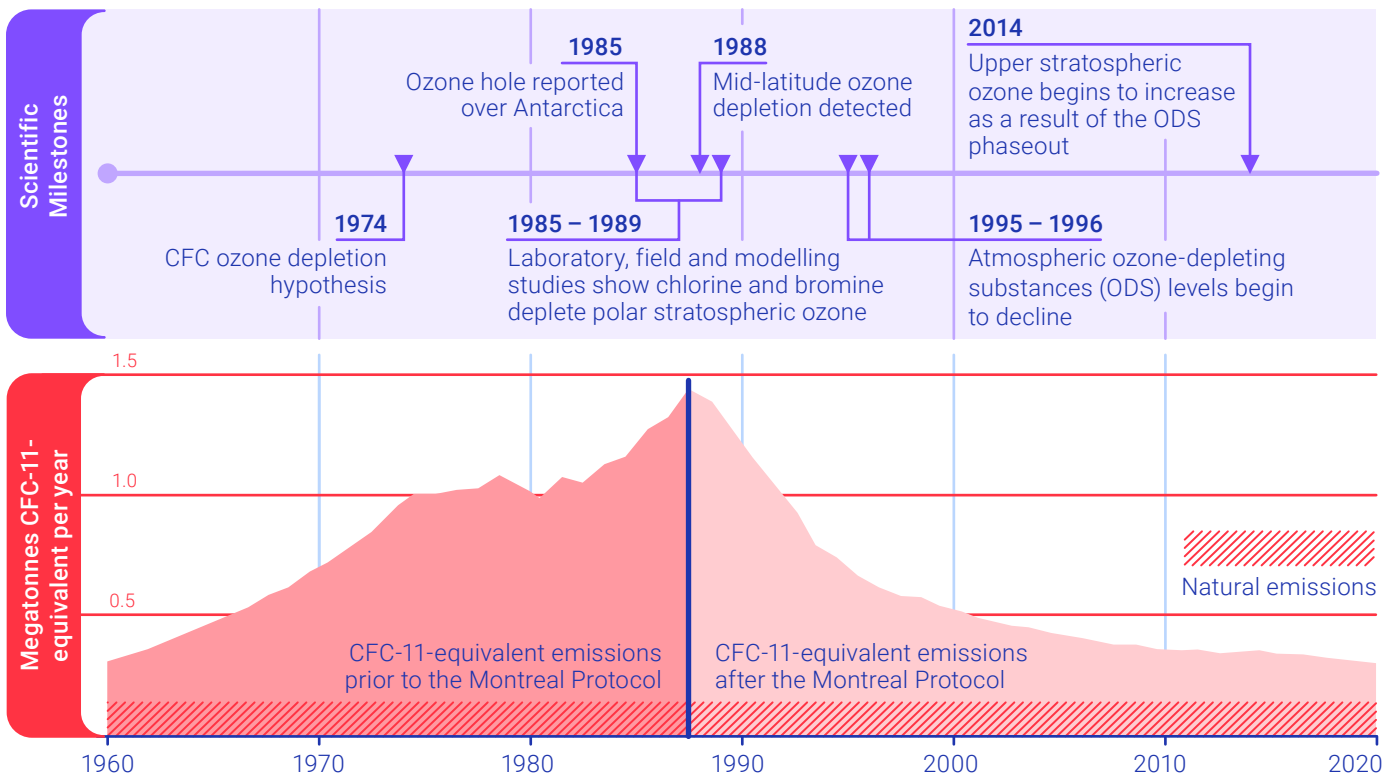 Scientific
Milestones
1985
Ozone hole reported
over Antarctica
1988
Mid-latitude ozone
depletion detected
2014
Upper stratospheric
ozone begins to increase
as a result of the ODS
phaseout
1974
CFC ozone depletion
hypothesis
1985 – 1989
Laboratory, field and modelling
studies show chlorine and bromine
deplete polar stratospheric ozone
1995 – 1996
Atmospheric ozone-depleting
substances (ODS) levels begin
to decline
Megatonnes CFC-11-
equivalent per year
1.5
1.0
0.5
Natural emissions
CFC-11-equivalent emissions
prior to the Montreal Protocol
CFC-11-equivalent emissions
after the Montreal Protocol
1960
1970
1980
1990
2000
2010
2020